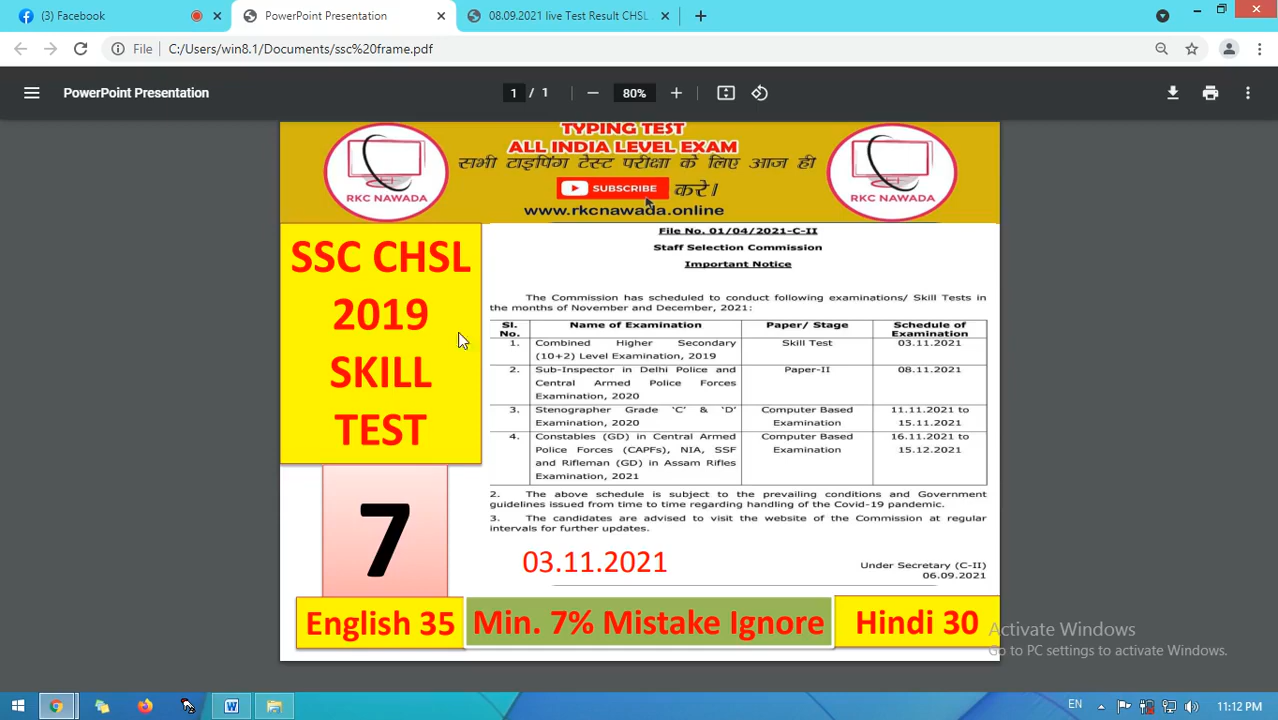 (3) Facebook
PowerPoint Presentation
08.09.2021 live Test Result CHSL
File
C:/Users/win8.1/Documents/ssc%20frame.pdf
PowerPoint Presentation
1 / 1
80%
TYPING TEST
ALL INDIA LEVEL EXAM
सभी टाइपिंग टेस्ट परीक्षा के लिए आज ही
SUBSCRIBE करे।
www.rkcnawada.online
RKC NAWADA
RKC NAWADA
SSC CHSL
2019
SKILL
TEST
7
File No. 01/04/2021-C-II
Staff Selection Commission
Important Notice
The Commission has scheduled to conduct following examinations/ Skill Tests in
the months of November and December, 2021:
Sl. No. Name of Examination Paper/ Stage Schedule of Examination
1. Combined Higher Secondary Skill Test 03.11.2021
(10+2) Level Examination, 2019
2. Sub-Inspector in Delhi Police and Paper-II 08.11.2021
Central Armed Police Forces
Examination, 2020
3. Stenographer Grade ‘C’ & ‘D’ Computer Based 11.11.2021 to
Examination, 2020 Examination 15.11.2021
4. Constables (GD) in Central Armed Computer Based 16.11.2021 to
Police Forces (CAPFs), NIA, SSF Examination 15.12.2021
and Rifleman (GD) in Assam Rifles
Examination, 2021
2. The above schedule is subject to the prevailing conditions and Government
guidelines issued from time to time regarding handling of the Covid-19 pandemic.
3. The candidates are advised to visit the website of the Commission at regular
intervals for further updates.
03.11.2021
Under Secretary (C-II)
06.09.2021
English 35
Min. 7% Mistake Ignore
Hindi 30
Activate Windows
Go to PC settings to activate Windows.
EN
11:12 PM